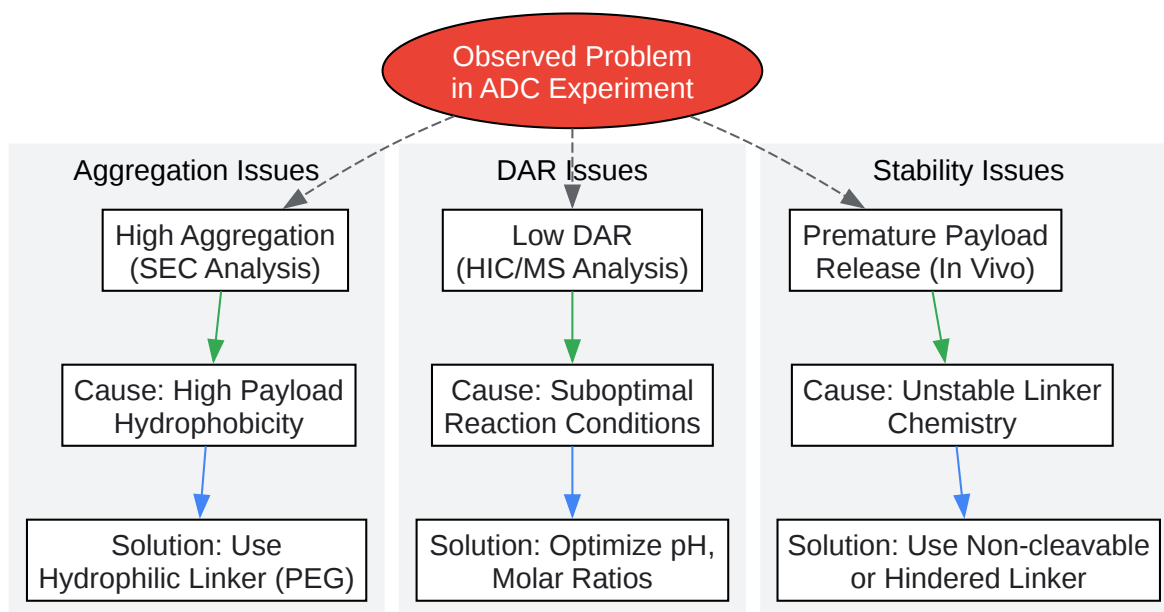 Observed Problem
in ADC Experiment
Aggregation Issues
High Aggregation
(SEC Analysis)
Cause: High Payload
Hydrophobicity
Solution: Use
Hydrophilic Linker (PEG)
DAR Issues
Low DAR
(HIC/MS Analysis)
Cause: Suboptimal
Reaction Conditions
Solution: Optimize pH,
Molar Ratios
Stability Issues
Premature Payload
Release (In Vivo)
Cause: Unstable Linker
Chemistry
Solution: Use Non-cleavable
or Hindered Linker